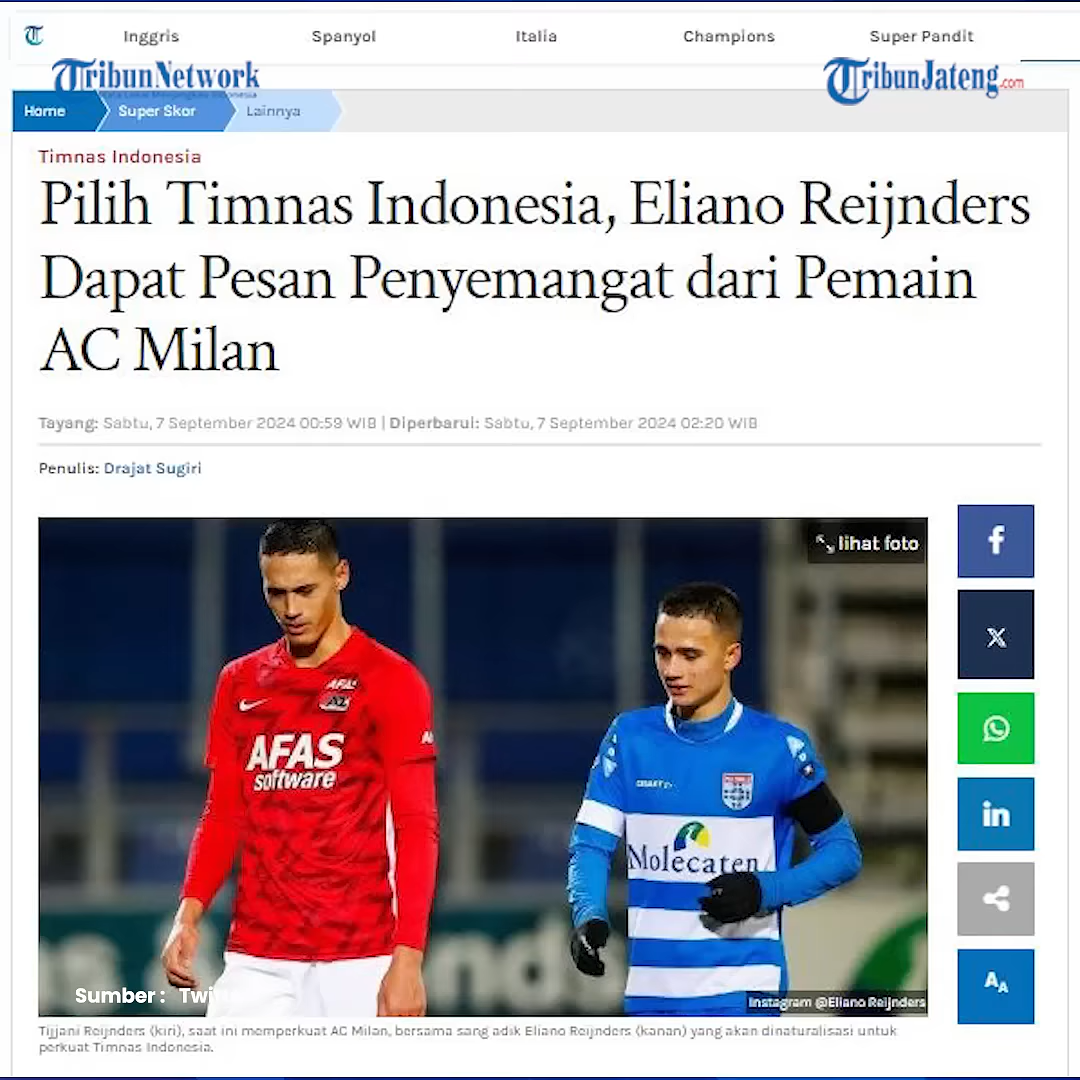 Inggris Spanyol Italia Champions Super Pandit
TribunNetwork
TribunJateng.com
Home Super Skor Lainnya
Timnas Indonesia
Pilih Timnas Indonesia, Eliano Reijnders
Dapat Pesan Penyemangat dari Pemain
AC Milan
Tayang: Sabtu, 7 September 2024 00:59 WIB | Diperbarui: Sabtu, 7 September 2024 02:20 WIB
Penulis: Drajat Sugiri
lihat foto
AFAS
AZ
AFAS
software
CRAFT
Molecaten
Sumber :
Instagram @Eliano Reijnders
Tijjani Reijnders (kiri), saat ini memperkuat AC Milan, bersama sang adik Eliano Reijnders (kanan) yang akan dinaturalisasi untuk
perkuat Timnas Indonesia.